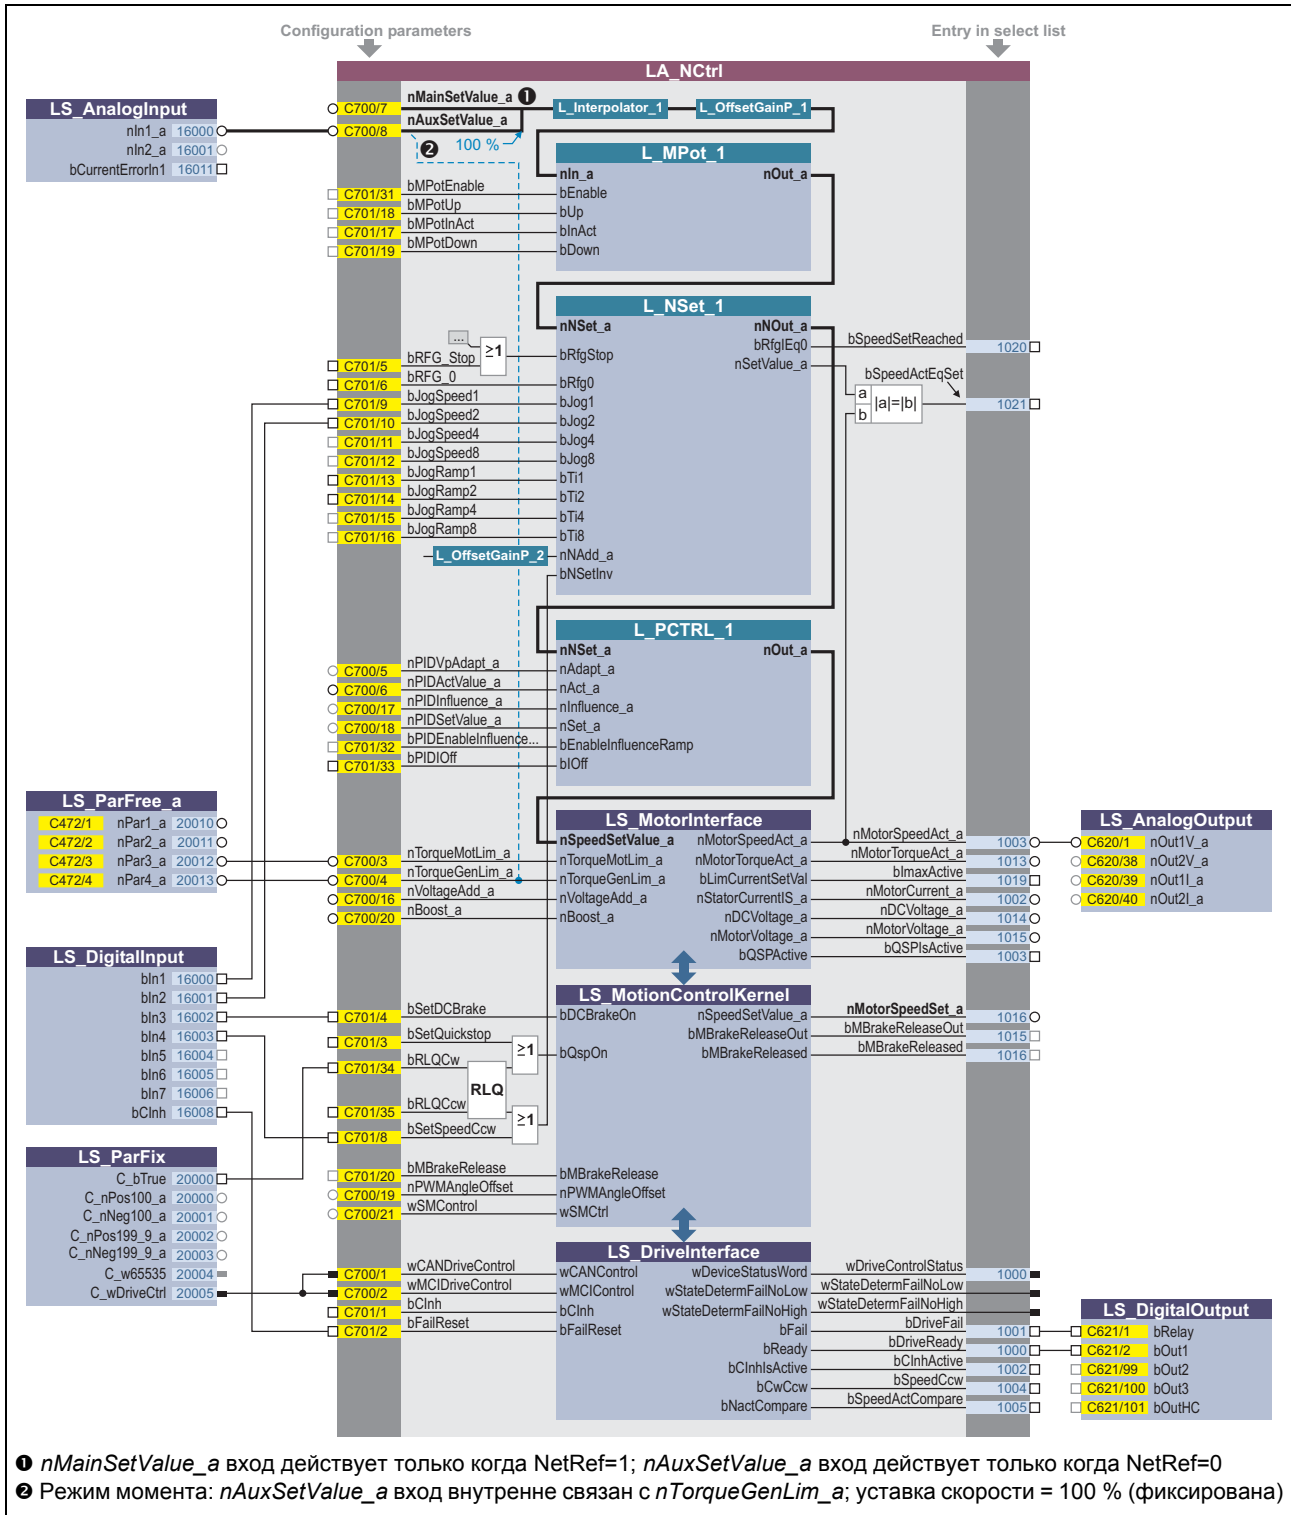 Configuration parameters
Entry in select list
LA_NCtrl
LS_AnalogInput
nIn1_a 16000
nIn2_a 16001
bCurrentErrorIn1 16011
C700/7 nMainSetValue_a ❶
C700/8 nAuxSetValue_a
❷ 100 %
L_Interpolator_1
L_OffsetGainP_1
L_MPot_1
nIn_a nOut_a
C701/31 bMPotEnable bEnable
C701/18 bMPotUp bUp
C701/17 bMPotInAct bInAct
C701/19 bMPotDown bDown
L_NSet_1
nNSet_a nNOut_a
bRfgIEq0 bSpeedSetReached 1020
nSetValue_a
... ≥1
C701/5 bRFG_Stop bRfgStop
C701/6 bRFG_0 bRfg0
C701/9 bJogSpeed1 bJog1
C701/10 bJogSpeed2 bJog2
C701/11 bJogSpeed4 bJog4
C701/12 bJogSpeed8 bJog8
C701/13 bJogRamp1 bTi1
C701/14 bJogRamp2 bTi2
C701/15 bJogRamp4 bTi4
C701/16 bJogRamp8 bTi8
L_OffsetGainP_2 nNAdd_a
bNSetInv
bSpeedActEqSet
a
b
|a|=|b|
1021
L_PCTRL_1
nNSet_a nOut_a
C700/5 nPIDVpAdapt_a nAdapt_a
C700/6 nPIDActValue_a nAct_a
C700/17 nPIDInfluence_a nInfluence_a
C700/18 nPIDSetValue_a nSet_a
C701/32 bPIDEnableInfluence... bEnableInfluenceRamp
C701/33 bPIDIOff bIOff
LS_ParFree_a
C472/1 nPar1_a 20010
C472/2 nPar2_a 20011
C472/3 nPar3_a 20012
C472/4 nPar4_a 20013
LS_MotorInterface
nSpeedSetValue_a nMotorSpeedAct_a nMotorSpeedAct_a 1003
C700/3 nTorqueMotLim_a nTorqueMotLim_a nMotorTorqueAct_a nMotorTorqueAct_a 1013
C700/4 nTorqueGenLim_a nTorqueGenLim_a bLimCurrentSetVal bImaxActive 1019
C700/16 nVoltageAdd_a nVoltageAdd_a nStatorCurrentIS_a nMotorCurrent_a 1002
C700/20 nBoost_a nBoost_a nDCVoltage_a nDCVoltage_a 1014
nMotorVoltage_a nMotorVoltage_a 1015
bQSPActive bQSPIsActive 1003
LS_AnalogOutput
C620/1 nOut1V_a
C620/38 nOut2V_a
C620/39 nOut1I_a
C620/40 nOut2I_a
LS_DigitalInput
bIn1 16000
bIn2 16001
bIn3 16002
bIn4 16003
bIn5 16004
bIn6 16005
bIn7 16006
bCInh 16008
LS_MotionControlKernel
C701/4 bSetDCBrake bDCBrakeOn nSpeedSetValue_a nMotorSpeedSet_a 1016
C701/3 bSetQuickstop bMBrakeReleaseOut bMBrakeReleaseOut 1015
≥1 bQspOn bMBrakeReleased bMBrakeReleased 1016
C701/34 bRLQCw
RLQ
C701/35 bRLQCcw
≥1
C701/8 bSetSpeedCcw
C701/20 bMBrakeRelease bMBrakeRelease
C700/19 nPWMAngleOffset nPWMAngleOffset
C700/21 wSMControl wSMCtrl
LS_ParFix
C_bTrue 20000
C_nPos100_a 20000
C_nNeg100_a 20001
C_nPos199_9_a 20002
C_nNeg199_9_a 20003
C_w65535 20004
C_wDriveCtrl 20005
LS_DriveInterface
C700/1 wCANDriveControl wCANControl wDeviceStatusWord wDriveControlStatus 1000
C700/2 wMCIDriveControl wMCIControl wStateDetermFailNoLow wStateDetermFailNoLow
C701/1 bCInh bCInh wStateDetermFailNoHigh wStateDetermFailNoHigh
C701/2 bFailReset bFailReset bFail bDriveFail 1001
bReady bDriveReady 1000
bCInhIsActive bCInhActive 1002
bCwCcw bSpeedCcw 1004
bNactCompare bSpeedActCompare 1005
LS_DigitalOutput
C621/1 bRelay
C621/2 bOut1
C621/99 bOut2
C621/100 bOut3
C621/101 bOutHC
❶ nMainSetValue_a вход действует только когда NetRef=1; nAuxSetValue_a вход действует только когда NetRef=0
❷ Режим момента: nAuxSetValue_a вход внутренне связан с nTorqueGenLim_a; уставка скорости = 100 % (фиксирована)